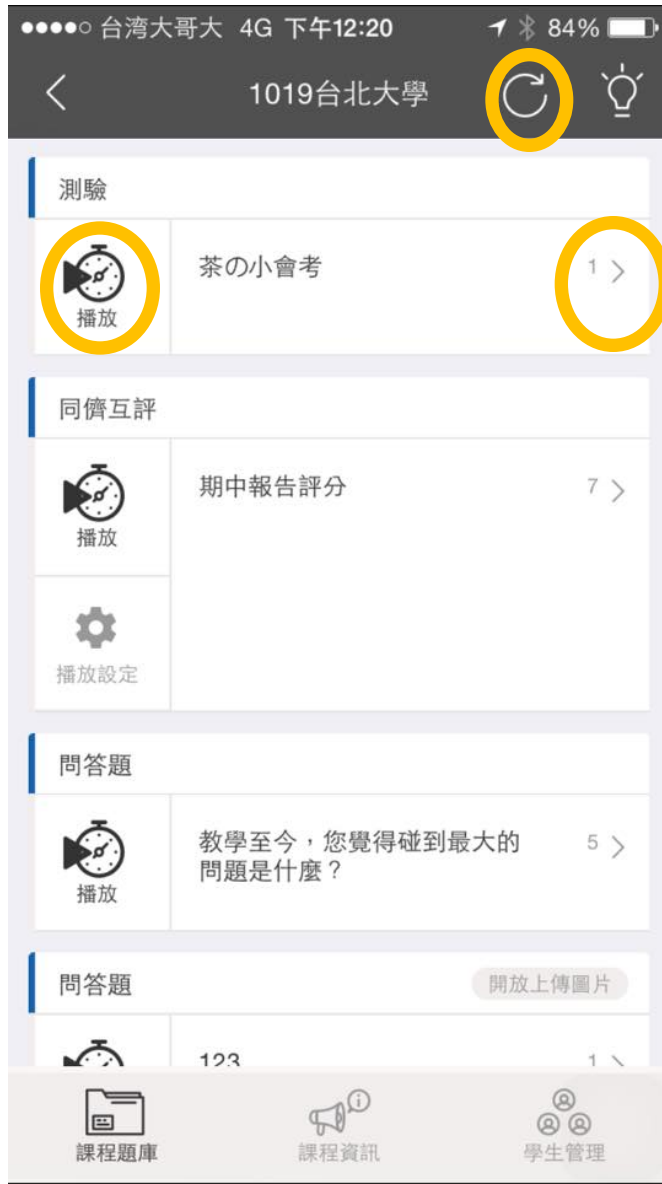 台湾大哥大 4G 下午12:20 84%
1019台北大學
測驗
茶の小會考 1
播放
同儕互評
期中報告評分 7
播放
播放設定
問答題
教學至今，您覺得碰到最大的 5
問題是什麼？
播放
問答題 開放上傳圖片
123 1
課程題庫 課程資訊 學生管理